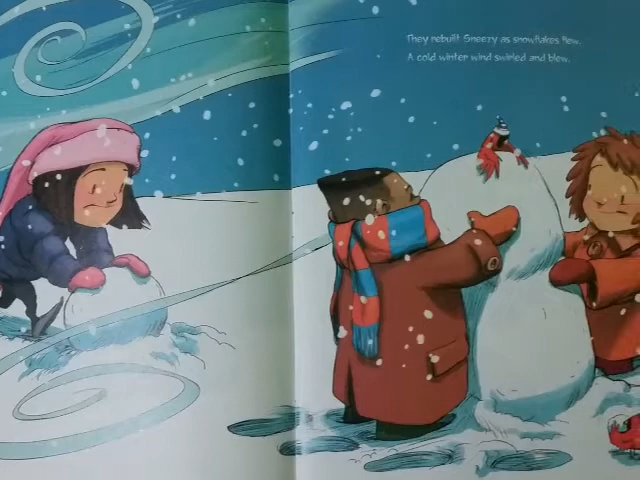 They rebuilt Sneezy as snowflakes flew.
A cold winter wind swirled and blew.